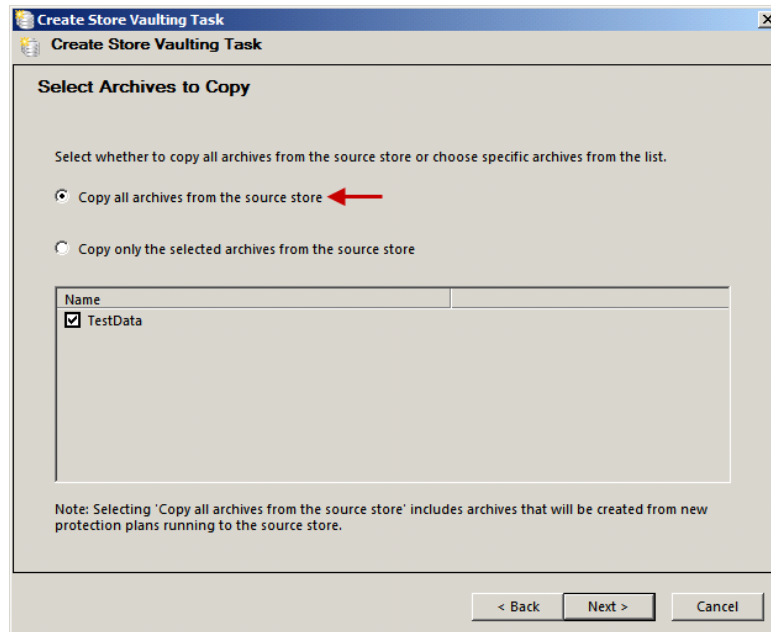 Create Store Vaulting Task
Create Store Vaulting Task
Select Archives to Copy
Select whether to copy all archives from the source store or choose specific archives from the list.
Copy all archives from the source store
Copy only the selected archives from the source store
Name
TestData
Note: Selecting 'Copy all archives from the source store' includes archives that will be created from new
protection plans running to the source store.
< Back Next > Cancel